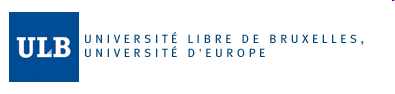 ULB
UNIVERSITÉ LIBRE DE BRUXELLES,
UNIVERSITÉ D'EUROPE